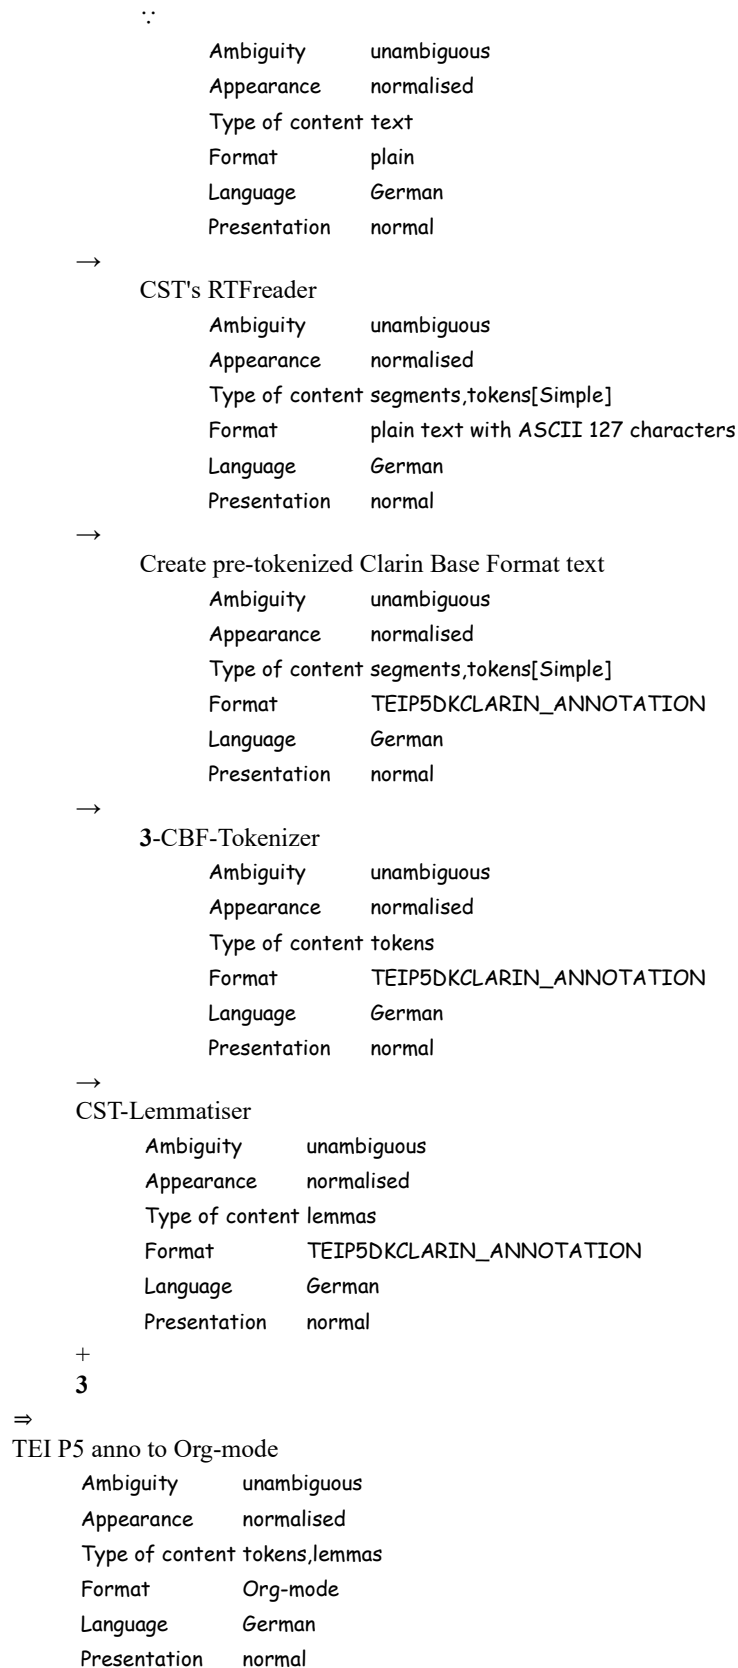 ∵
Ambiguity unambiguous
Appearance normalised
Type of content text
Format plain
Language German
Presentation normal
→
CST's RTFreader
Ambiguity unambiguous
Appearance normalised
Type of content segments,tokens[Simple]
Format plain text with ASCII 127 characters
Language German
Presentation normal
→
Create pre-tokenized Clarin Base Format text
Ambiguity unambiguous
Appearance normalised
Type of content segments,tokens[Simple]
Format TEIP5DKCLARIN_ANNOTATION
Language German
Presentation normal
→
3-CBF-Tokenizer
Ambiguity unambiguous
Appearance normalised
Type of content tokens
Format TEIP5DKCLARIN_ANNOTATION
Language German
Presentation normal
→
CST-Lemmatiser
Ambiguity unambiguous
Appearance normalised
Type of content lemmas
Format TEIP5DKCLARIN_ANNOTATION
Language German
Presentation normal
+
3
⇒
TEI P5 anno to Org-mode
Ambiguity unambiguous
Appearance normalised
Type of content tokens,lemmas
Format Org-mode
Language German
Presentation normal